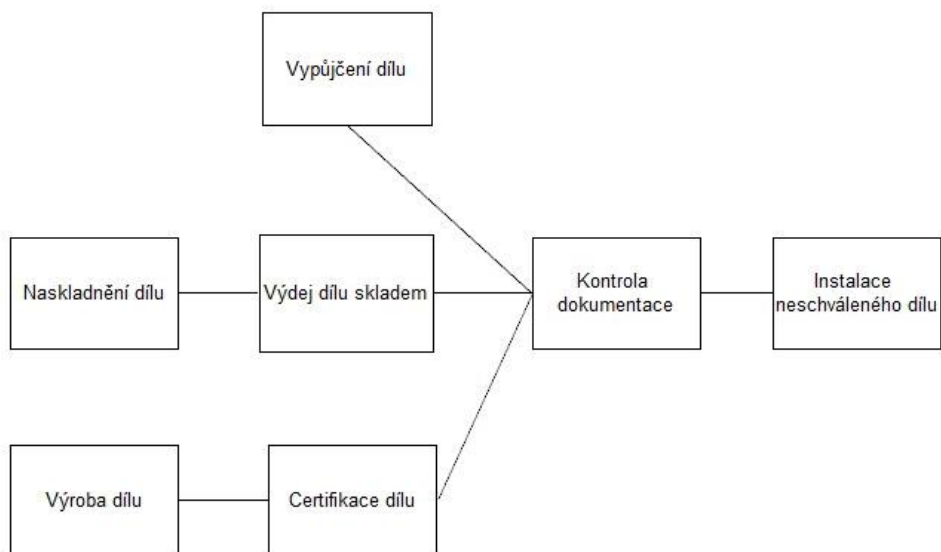 Vypůjčení dílu
Naskladnění dílu
Výdej dílu skladem
Kontrola
dokumentace
Instalace
neschváleného dílu
Výroba dílu
Certifikace dílu